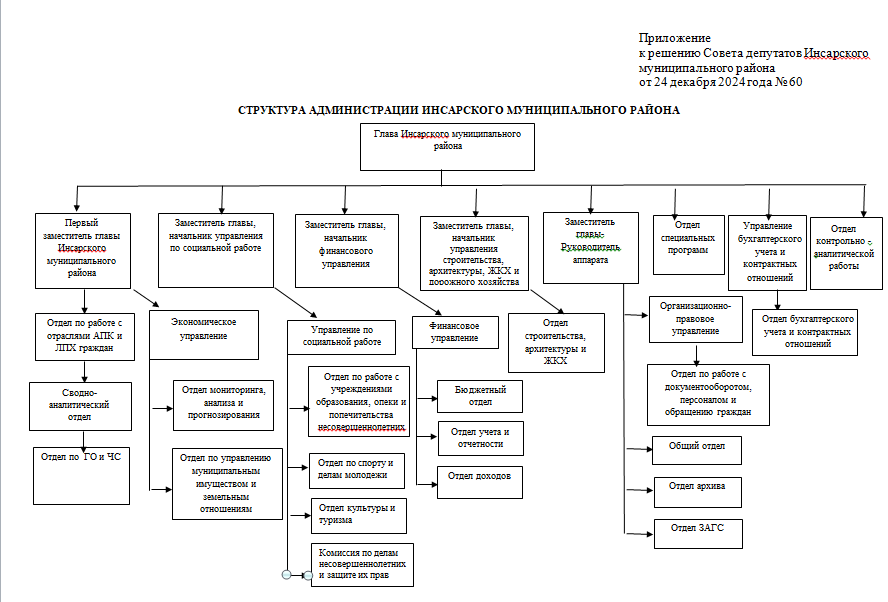 Приложение
к решению Совета депутатов Инсарского
муниципального района
от 24 декабря 2024 года № 60
СТРУКТУРА АДМИНИСТРАЦИИ ИНСАРСКОГО МУНИЦИПАЛЬНОГО РАЙОНА
Глава Инсарского муниципального
района
Первый
заместитель главы
Инсарского
муниципального
района
Заместитель главы,
начальник управления
по социальной работе
Заместитель главы,
начальник
финансового
управления
Заместитель главы,
начальник
управления
строительства,
архитектуры, ЖКХ и
дорожного хозяйства
Заместитель
главы-
Руководитель
аппарата
Отдел
специальных
программ
Управление
бухгалтерского
учета и
контрактных
отношений
Отдел
контрольно -
аналитической
работы
Отдел по работе с
отраслями АПК и
ЛПХ граждан
Сводно-
аналитический
отдел
Отдел по ГО и ЧС
Экономическое
управление
Отдел мониторинга,
анализа и
прогнозирования
Отдел по управлению
муниципальным
имуществом и
земельным
отношениям
Управление по
социальной работе
Отдел по работе с
учреждениями
образования, опеки и
попечительства
несовершеннолетних
Отдел по спорту и
делам молодежи
Отдел культуры и
туризма
Комиссия по делам
несовершеннолетних
и защите их прав
Финансовое
управление
Бюджетный
отдел
Отдел учета и
отчетности
Отдел доходов
Отдел
строительства,
архитектуры и
ЖКХ
Организационно-
правовое
управление
Отдел по работе с
документооборотом,
персоналом и
обращению граждан
Общий отдел
Отдел архива
Отдел ЗАГС
Отдел бухгалтерского
учета и контрактных
отношений